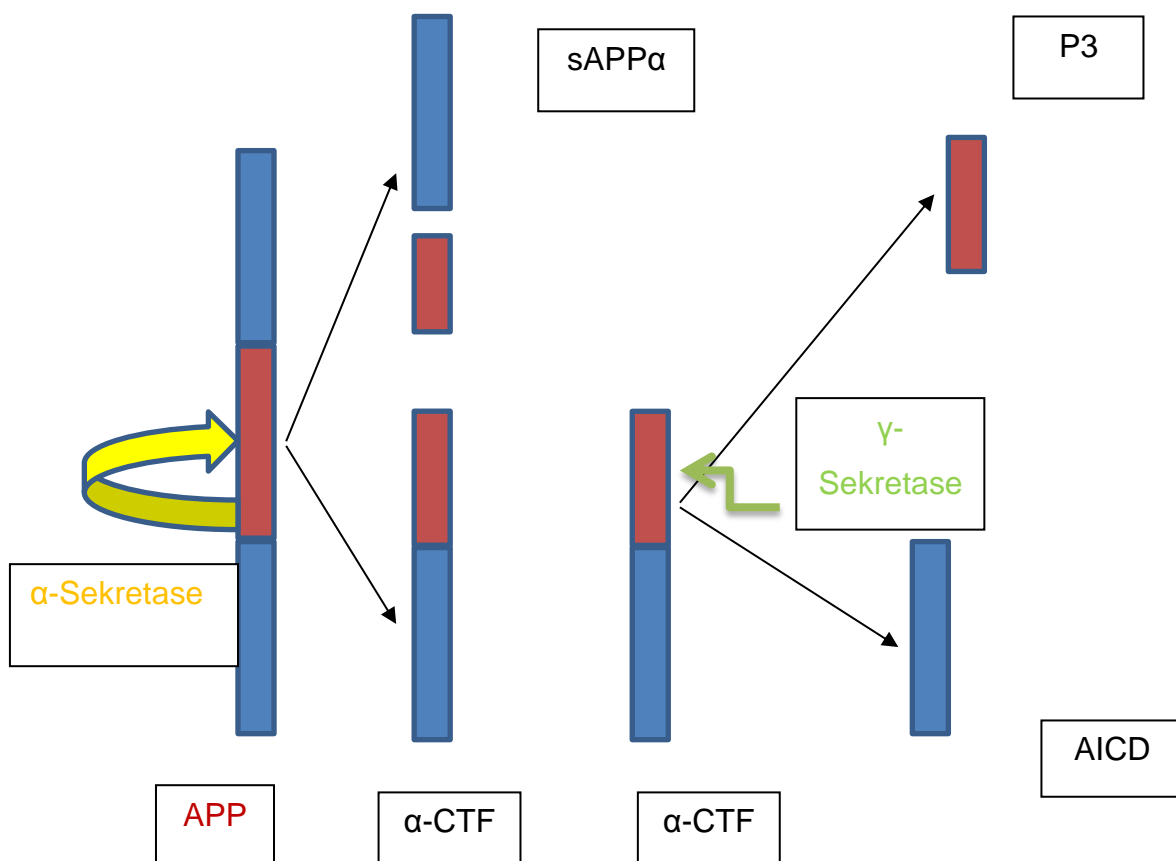 sAPPα
P3
γ-
Sekretase
α-Sekretase
AICD
APP
α-CTF
α-CTF